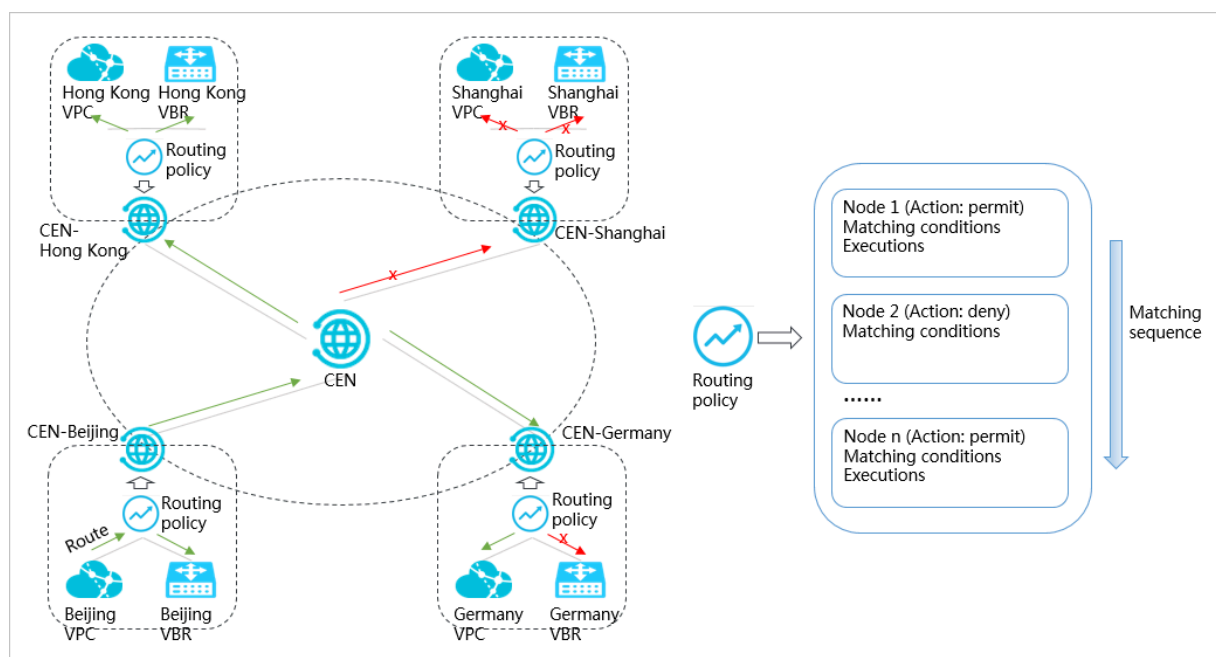 Hong Kong
VPC
Hong Kong
VBR
Routing
policy
CEN-
Hong Kong
Shanghai
VPC
Shanghai
VBR
x
x
Routing
policy
CEN-Shanghai
x
CEN
CEN-Beijing
Routing
policy
Route
Beijing
VPC
Beijing
VBR
CEN-Germany
Routing
policy
x
Germany
VPC
Germany
VBR
Routing
policy
Node 1 (Action: permit)
Matching conditions
Executions
Node 2 (Action: deny)
Matching conditions
......
Node n (Action: permit)
Matching conditions
Executions
Matching
sequence